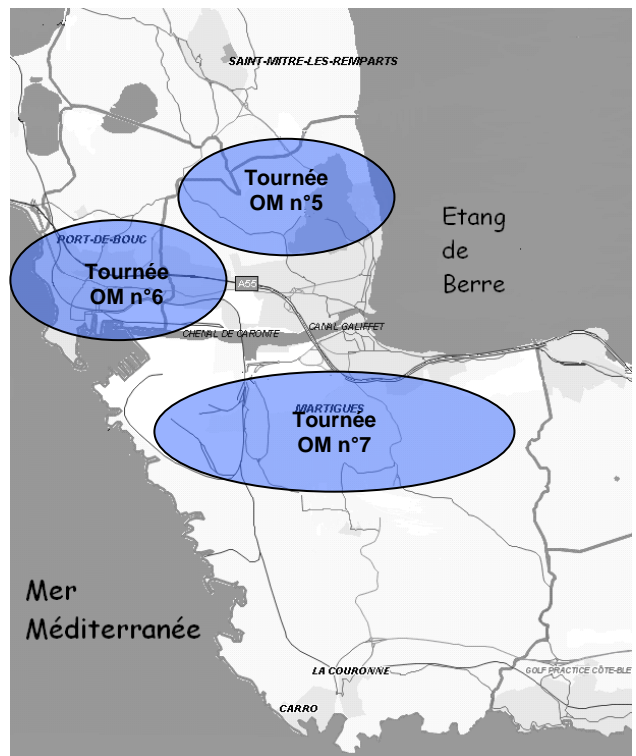 SAINT-MITRE-LES-REMPARTS
Tournée
OM n°5
Etang
de
Berre
PORT-DE-BOUC
Tournée
OM n°6
A55
CHENAL DE CARONTE
CANAL GALIFFET
MARTIGUES
Tournée
OM n°7
Mer
Méditerranée
LA COURONNE
GOLF PRACTICE CÔTE-BLE
CARRO